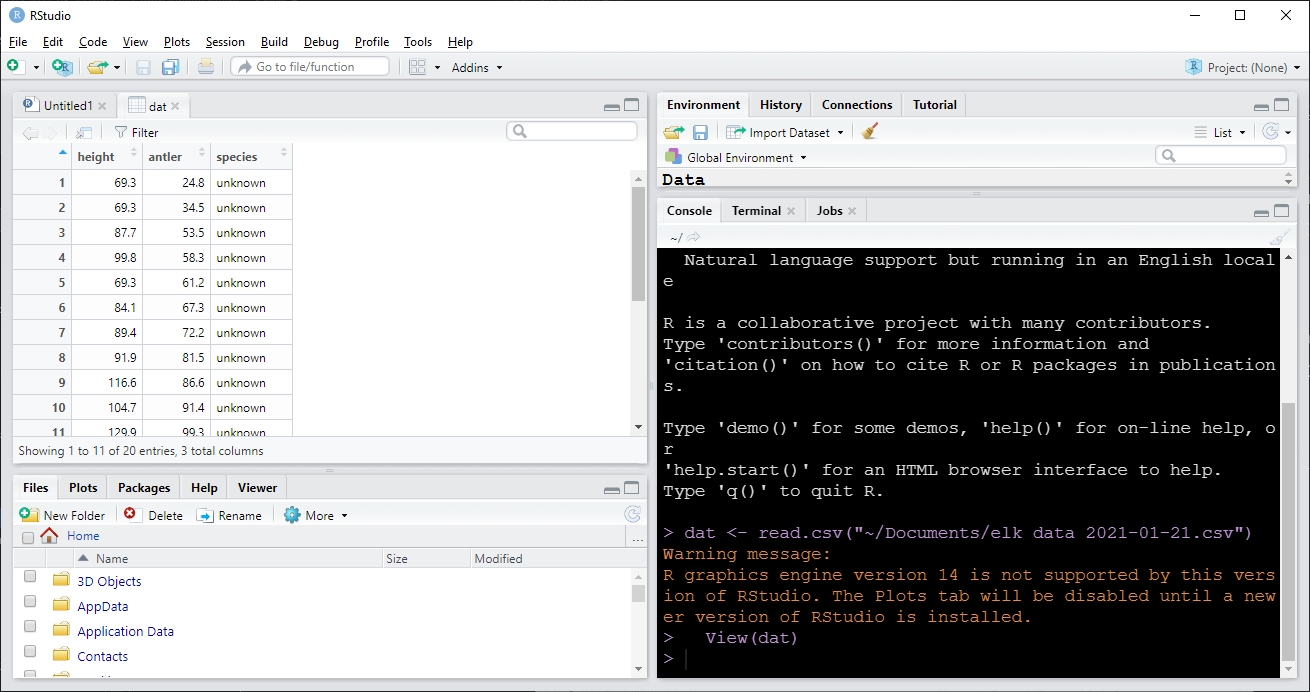 RStudio
File Edit Code View Plots Session Build Debug Profile Tools Help
Go to file/function Addins Project: (None)
Untitled1 dat
Filter
height antler species
1 69.3 24.8 unknown
2 69.3 34.5 unknown
3 87.7 53.5 unknown
4 99.8 58.3 unknown
5 69.3 61.2 unknown
6 84.1 67.3 unknown
7 89.4 72.2 unknown
8 91.9 81.5 unknown
9 116.6 86.6 unknown
10 104.7 91.4 unknown
11 129.9 99.3 unknown
Showing 1 to 11 of 20 entries, 3 total columns
Files Plots Packages Help Viewer
New Folder Delete Rename More
Home ...
Name Size Modified
3D Objects
AppData
Application Data
Contacts
Environment History Connections Tutorial
Import Dataset List
Global Environment
Data
Console Terminal Jobs
~/
Natural language support but running in an English local
e
R is a collaborative project with many contributors.
Type 'contributors()' for more information and
'citation()' on how to cite R or R packages in publication
s.
Type 'demo()' for some demos, 'help()' for on-line help, o
r
'help.start()' for an HTML browser interface to help.
Type 'q()' to quit R.
> dat <- read.csv("~/Documents/elk data 2021-01-21.csv")
Warning message:
R graphics engine version 14 is not supported by this vers
ion of RStudio. The Plots tab will be disabled until a new
er version of RStudio is installed.
> View(dat)
>